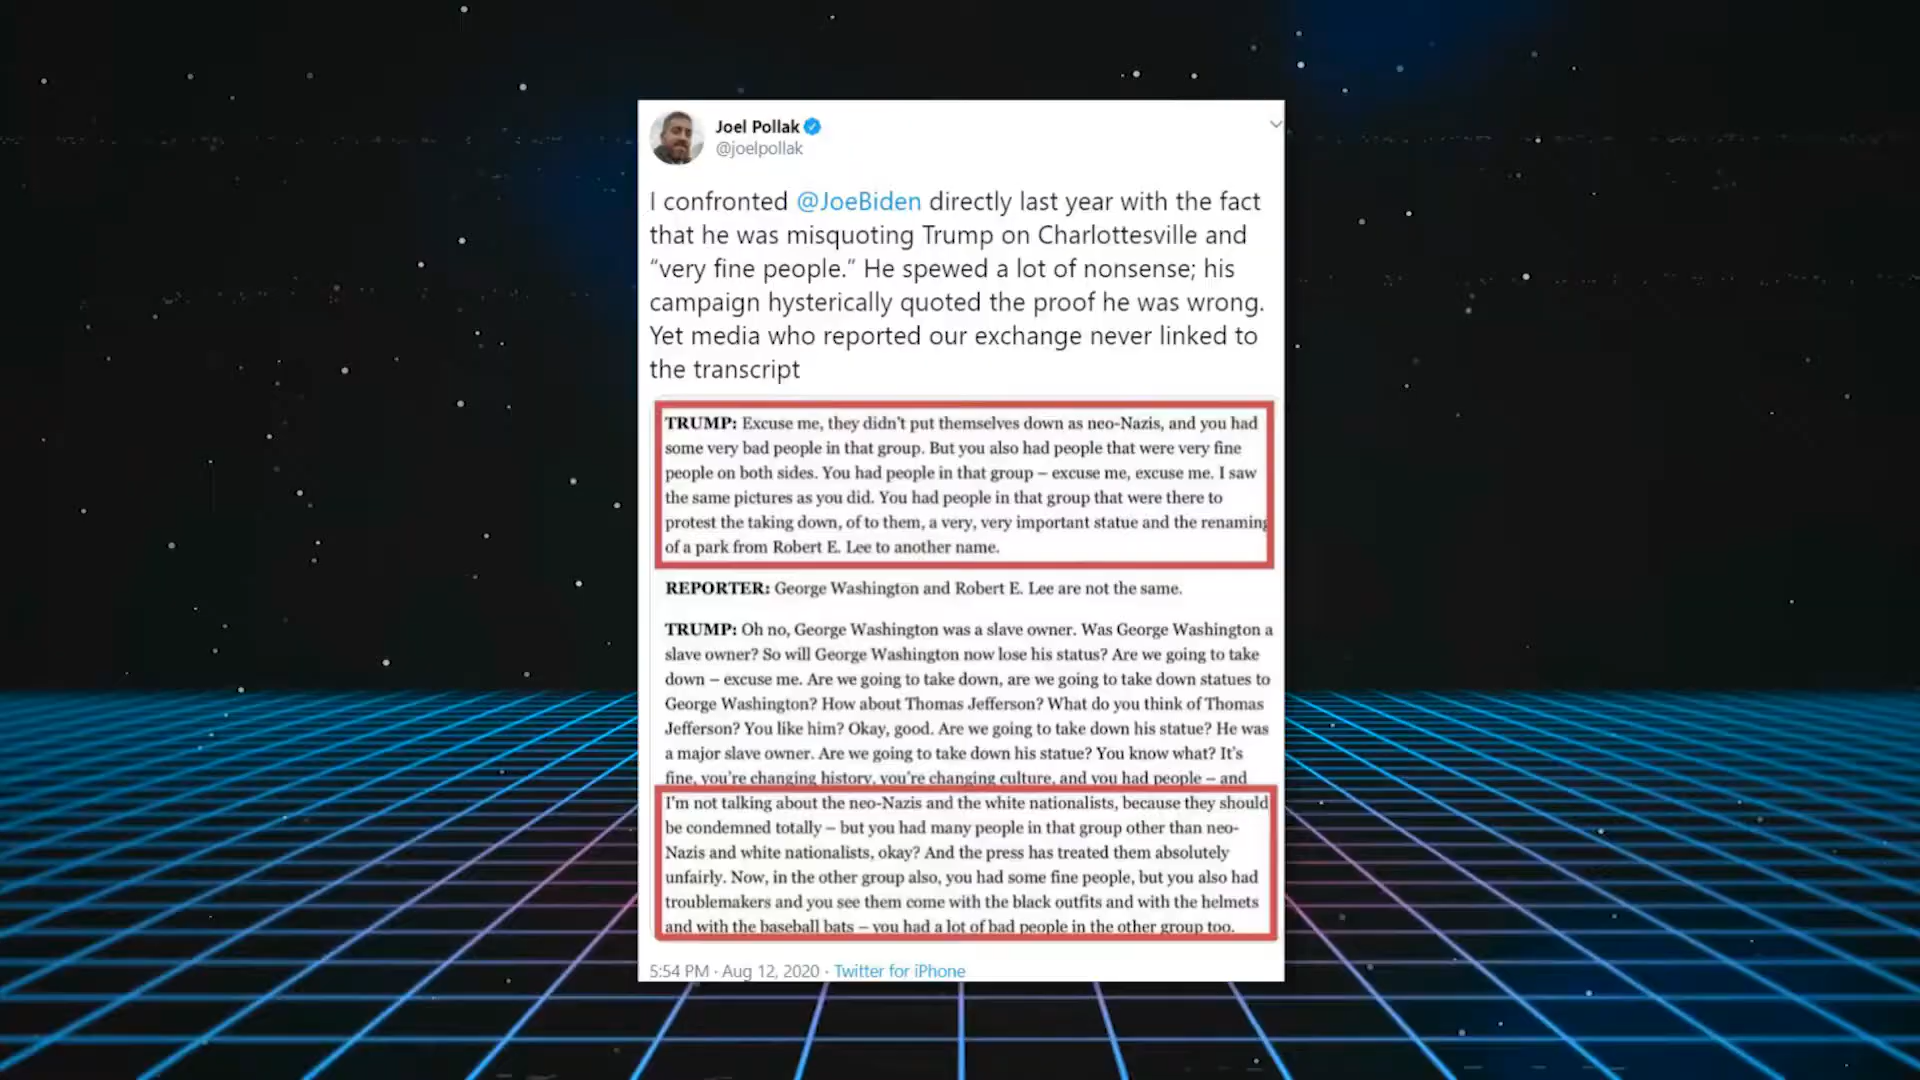 Joel Pollak
@joelpollak
I confronted @JoeBiden directly last year with the fact
that he was misquoting Trump on Charlottesville and
“very fine people.” He spewed a lot of nonsense; his
campaign hysterically quoted the proof he was wrong.
Yet media who reported our exchange never linked to
the transcript
TRUMP: Excuse me, they didn’t put themselves down as neo-Nazis, and you had
some very bad people in that group. But you also had people that were very fine
people on both sides. You had people in that group – excuse me, excuse me. I saw
the same pictures as you did. You had people in that group that were there to
protest the taking down, of to them, a very, very important statue and the renaming
of a park from Robert E. Lee to another name.
REPORTER: George Washington and Robert E. Lee are not the same.
TRUMP: Oh no, George Washington was a slave owner. Was George Washington a
slave owner? So will George Washington now lose his status? Are we going to take
down – excuse me. Are we going to take down, are we going to take down statues to
George Washington? How about Thomas Jefferson? What do you think of Thomas
Jefferson? You like him? Okay, good. Are we going to take down his statue? He was
a major slave owner. Are we going to take down his statue? You know what? It’s
fine, you’re changing history, you’re changing culture, and you had people – and
I’m not talking about the neo-Nazis and the white nationalists, because they should
be condemned totally – but you had many people in that group other than neo-
Nazis and white nationalists, okay? And the press has treated them absolutely
unfairly. Now, in the other group also, you had some fine people, but you also had
troublemakers and you see them come with the black outfits and with the helmets
and with the baseball bats – you had a lot of bad people in the other group too.
5:54 PM · Aug 12, 2020 · Twitter for iPhone